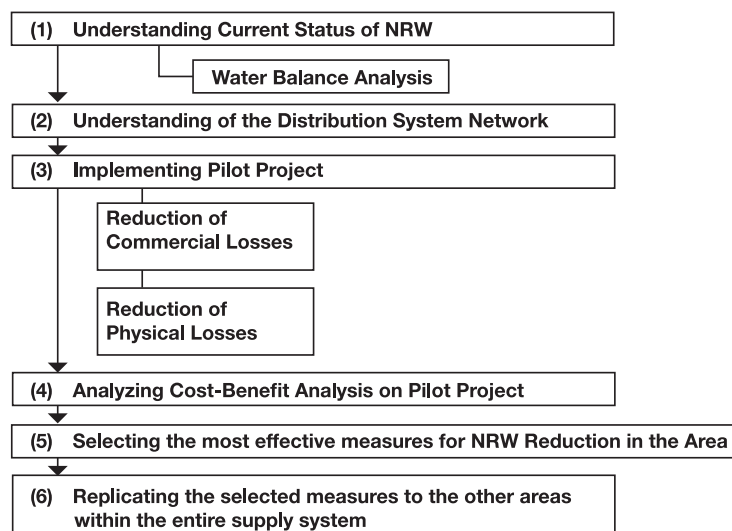 (1) Understanding Current Status of NRW
Water Balance Analysis
(2) Understanding of the Distribution System Network
(3) Implementing Pilot Project
Reduction of
Commercial Losses
Reduction of
Physical Losses
(4) Analyzing Cost-Benefit Analysis on Pilot Project
(5) Selecting the most effective measures for NRW Reduction in the Area
(6) Replicating the selected measures to the other areas
within the entire supply system